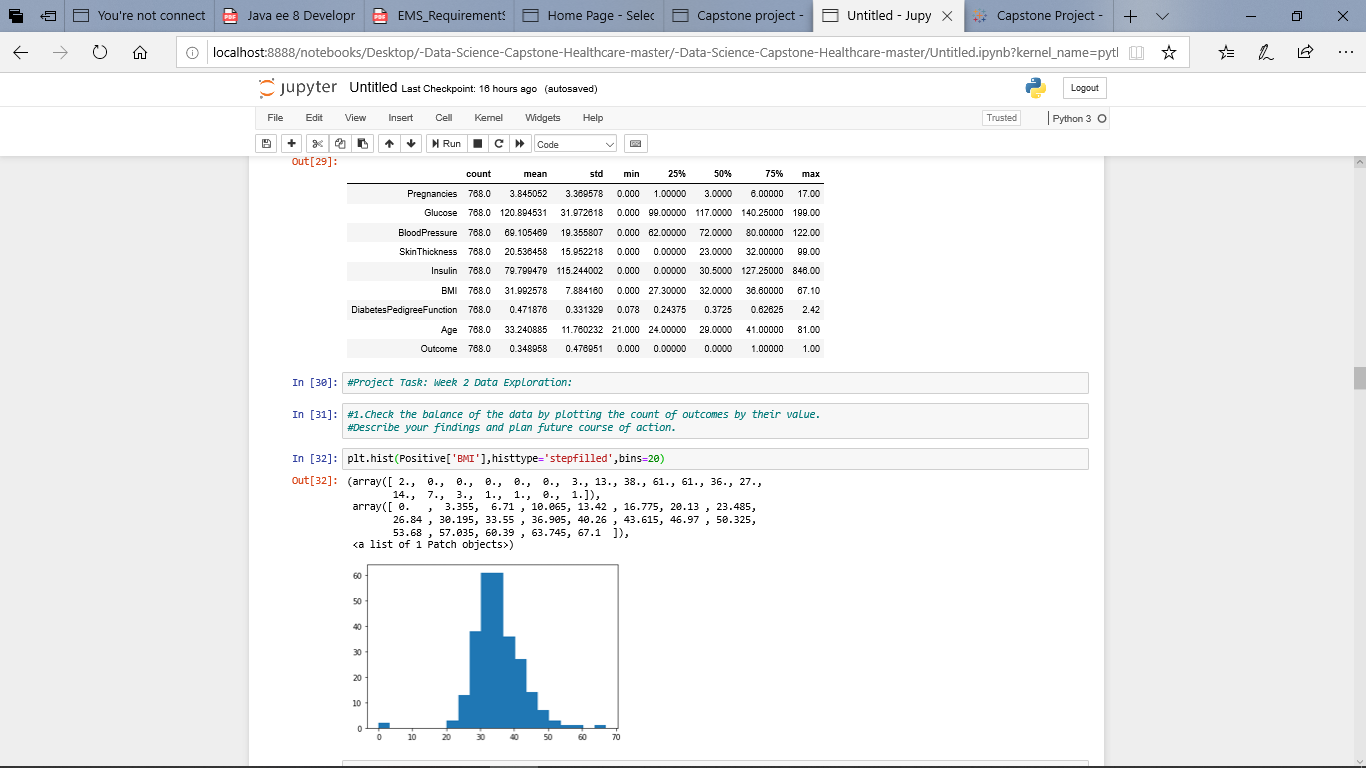 You're not connect
Java ee 8 Developr
EMS_Requirements
Home Page - Selec
Capstone project -
Untitled - Jupy
Capstone Project -
localhost:8888/notebooks/Desktop/-Data-Science-Capstone-Healthcare-master/-Data-Science-Capstone-Healthcare-master/Untitled.ipynb?kernel_name=pytl
jupyter Untitled Last Checkpoint: 16 hours ago (autosaved)
Logout
File Edit View Insert Cell Kernel Widgets Help Trusted Python 3
Run Code
Out[29]:
count mean std min 25% 50% 75% max
Pregnancies 768.0 3.845052 3.369578 0.000 1.00000 3.0000 6.00000 17.00
Glucose 768.0 120.894531 31.972618 0.000 99.00000 117.0000 140.25000 199.00
BloodPressure 768.0 69.105469 19.355807 0.000 62.00000 72.0000 80.00000 122.00
SkinThickness 768.0 20.536458 15.952218 0.000 0.00000 23.0000 32.00000 99.00
Insulin 768.0 79.799479 115.244002 0.000 0.00000 30.5000 127.25000 846.00
BMI 768.0 31.992578 7.884160 0.000 27.30000 32.0000 36.60000 67.10
DiabetesPedigreeFunction 768.0 0.471876 0.331329 0.078 0.24375 0.3725 0.62625 2.42
Age 768.0 33.240885 11.760232 21.000 24.00000 29.0000 41.00000 81.00
Outcome 768.0 0.348958 0.476951 0.000 0.00000 0.0000 1.00000 1.00
In [30]: #Project Task: Week 2 Data Exploration:
In [31]: #1.Check the balance of the data by plotting the count of outcomes by their value.
#Describe your findings and plan future course of action.
In [32]: plt.hist(Positive['BMI'],histtype='stepfilled',bins=20)
Out[32]: (array([ 2., 0., 0., 0., 0., 0., 3., 13., 38., 61., 61., 36., 27.,
14., 7., 3., 1., 1., 0., 1.]),
array([ 0. , 3.355, 6.71 , 10.065, 13.42 , 16.775, 20.13 , 23.485,
26.84 , 30.195, 33.55 , 36.905, 40.26 , 43.615, 46.97 , 50.325,
53.68 , 57.035, 60.39 , 63.745, 67.1 ]),
<a list of 1 Patch objects>)
60
50
40
30
20
10
0
0 10 20 30 40 50 60 70